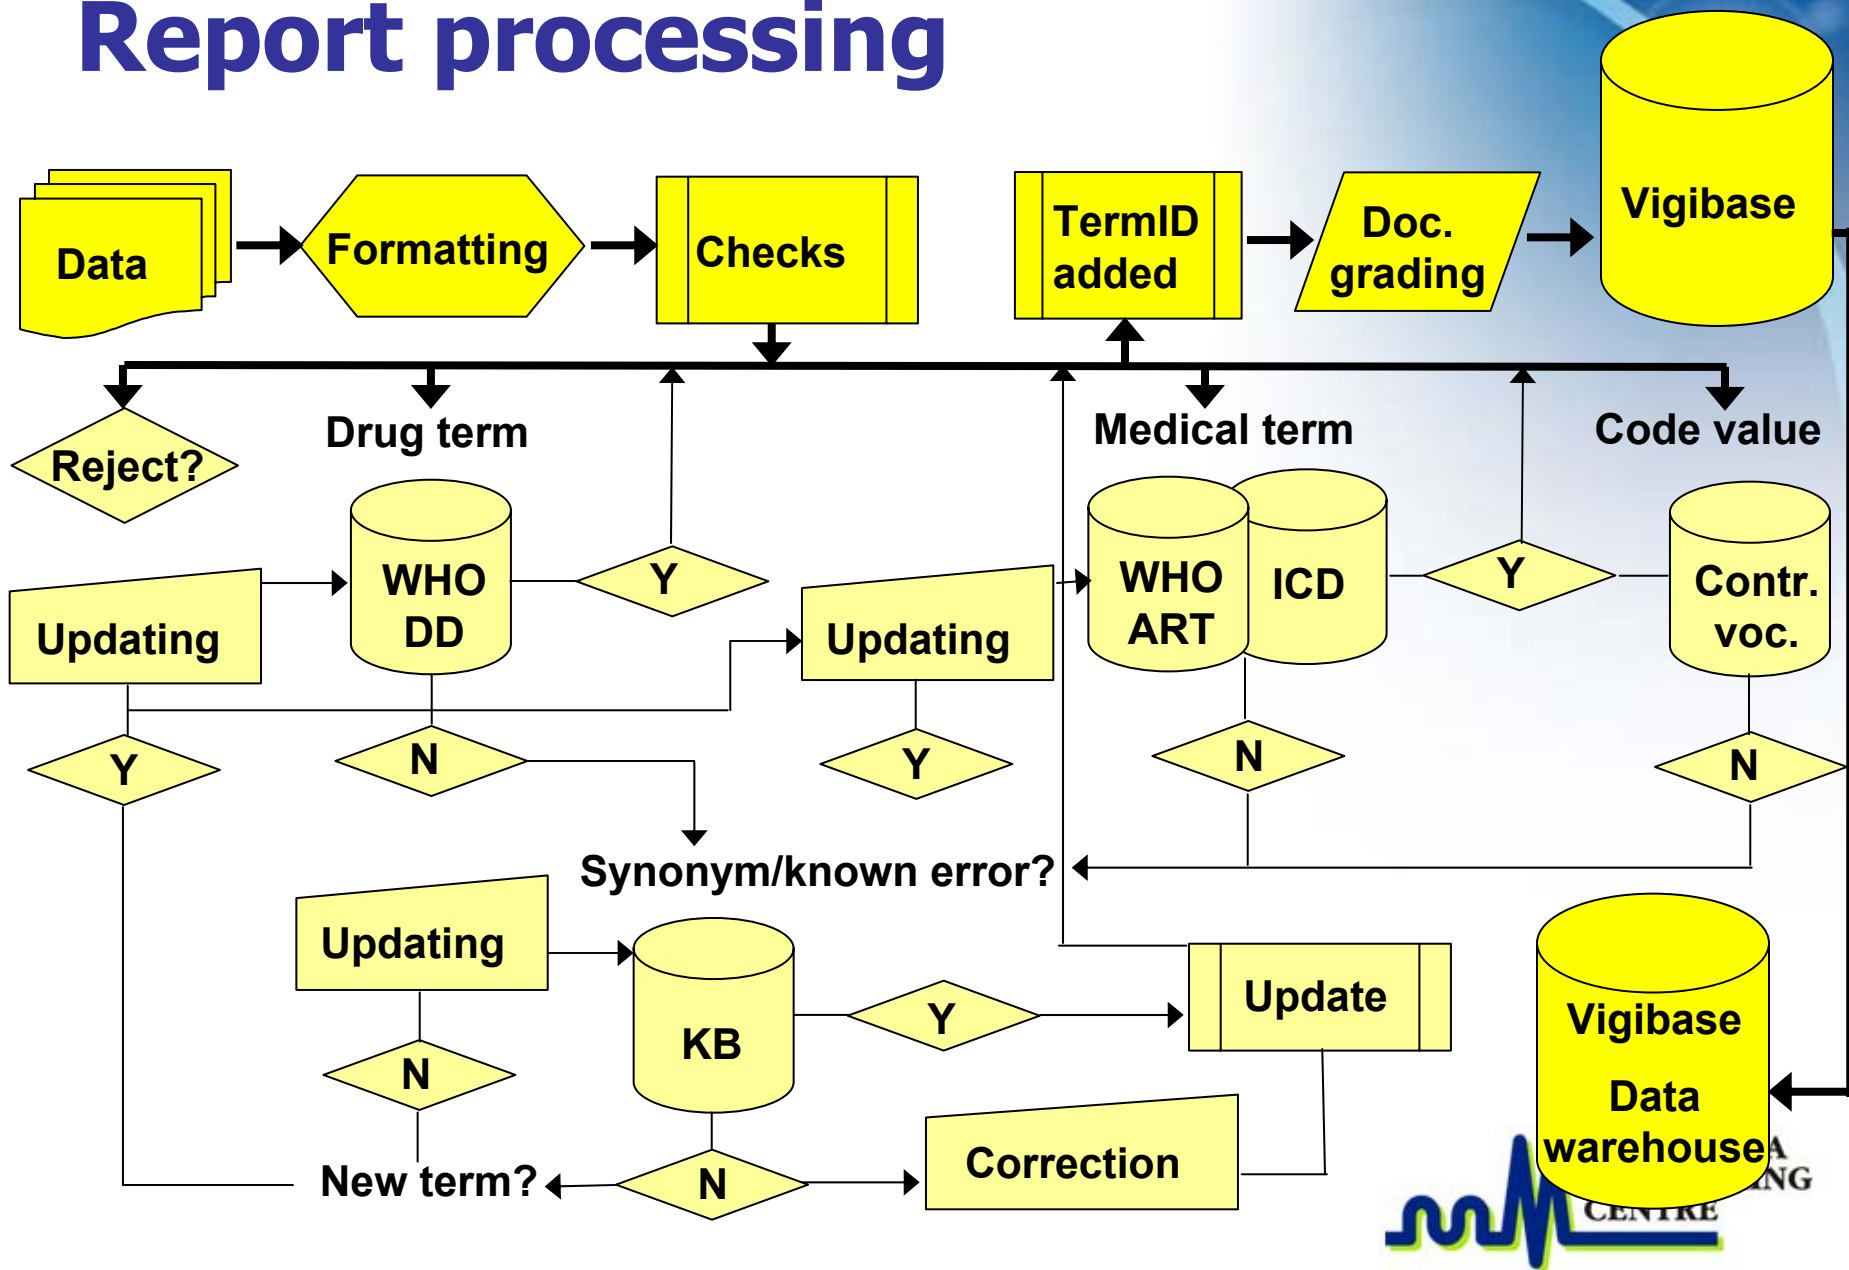 Report processing
Data
Formatting
Checks
TermID
added
Doc.
grading
Vigibase
Reject?
Drug term
Medical term
Code value
Updating
WHO
DD
Y
Updating
WHO
ART
ICD
Y
Contr.
voc.
Y
N
Y
N
N
Synonym/known error?
Updating
KB
Y
Update
Vigibase
Data
warehouse
N
New term?
N
Correction
A
NG
CENTRE